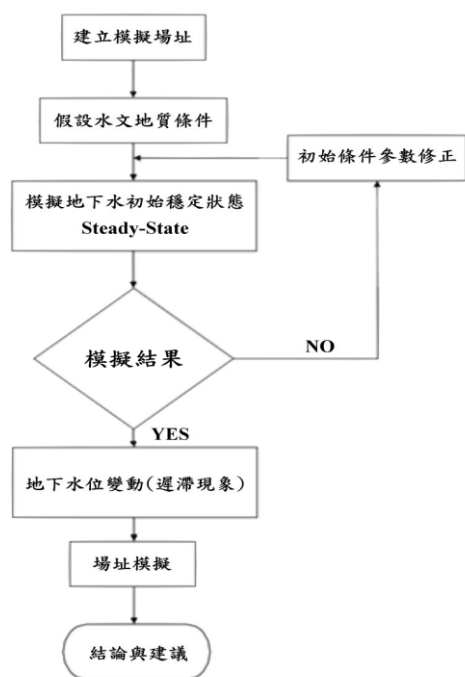 建立模擬場址
假設水文地質條件
初始條件參數修正
模擬地下水初始穩定狀態
Steady-State
模擬結果
NO
YES
地下水位變動(遲滯現象)
場址模擬
結論與建議